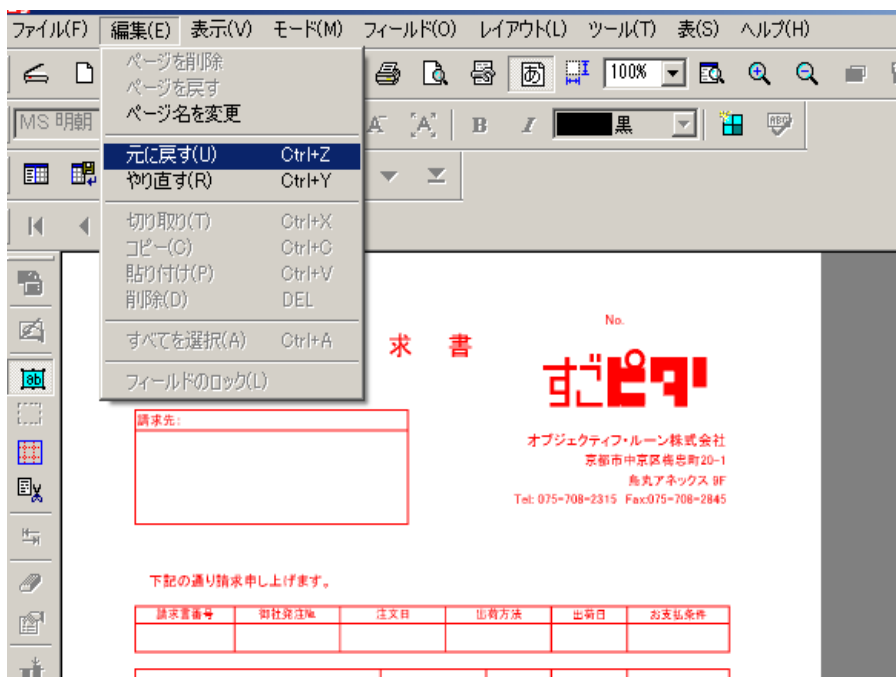 ファイル(F) 編集(E) 表示(V) モード(M) フィールド(O) レイアウト(L) ツール(T) 表(S) ヘルプ(H)
ページを削除
ページを戻す
ページ名を変更
元に戻す(U) Ctrl+Z
やり直す(R) Ctrl+Y
切り取り(T) Ctrl+X
コピー(C) Ctrl+C
貼り付け(P) Ctrl+V
削除(D) DEL
すべてを選択(A) Ctrl+A
フィールドのロック(L)
あ 100%
MS 明朝 A A B I 黒 ABC
ab
No.
求 書
すごピタ!
請求先:
オブジェクティフ・ルーン株式会社
京都市中京区梅忠町20-1
烏丸アネックス 9F
Tel: 075-708-2315 Fax:075-708-2845
下記の通り請求申し上げます。
請求書番号 御社発注№ 注文日 出荷方法 出荷日 お支払条件